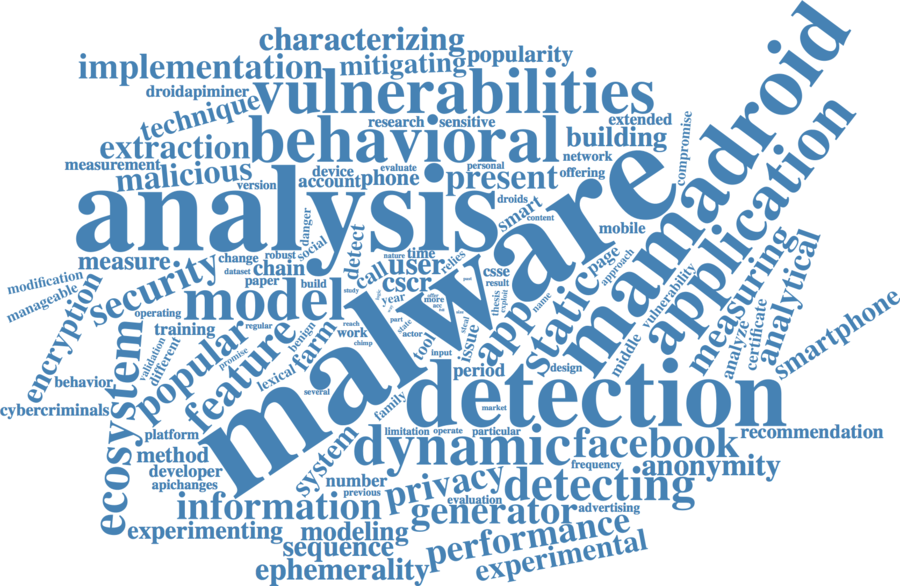 characterizing
implementation
mitigating
popularity
droidapiminer
vulnerabilities
mamadroid
technique
research
sensitive
extended
extraction
behavioral
building
application
measurement
malicious
version
device
evaluate
personal
network
compromise
account
phone
present
offering
analysis
droids
smart
content
malware
mobile
danger
social
detect
measure
change
robust
nature
time
relies
page
approach
measuring
analytical
modification
manageable
security
dataset
chain
call
user
csse
paper
build
study
cscr
result
static
vulnerability
encryption
operating
model
year
more
thesis
exploit
name
app
smartphone
training
popular
regular
benign
farm
reach
work
chimp
part
state
actor
steal
issue
tool
input
middle
analyze
certificate
ecosystem
validation
different
promise
feature
lexical
period
design
behavior
several
detection
cybercriminals
family
market
platform
limitation
operate
particular
dynamic
facebook
recommendation
method
system
frequency
anonymity
developer
apichanges
number
previous
privacy
detecting
information
evaluation
generator
advertising
experimenting
modeling
performance
sequence
experimental
ephemerality